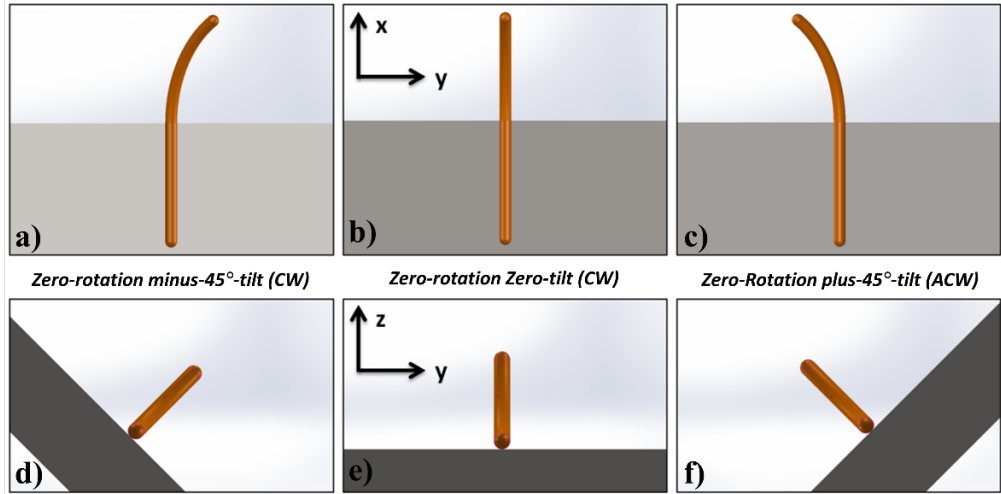 x
y
a)
b)
c)
Zero-rotation minus-45°-tilt (CW)
Zero-rotation Zero-tilt (CW)
Zero-Rotation plus-45°-tilt (ACW)
z
y
d)
e)
f)